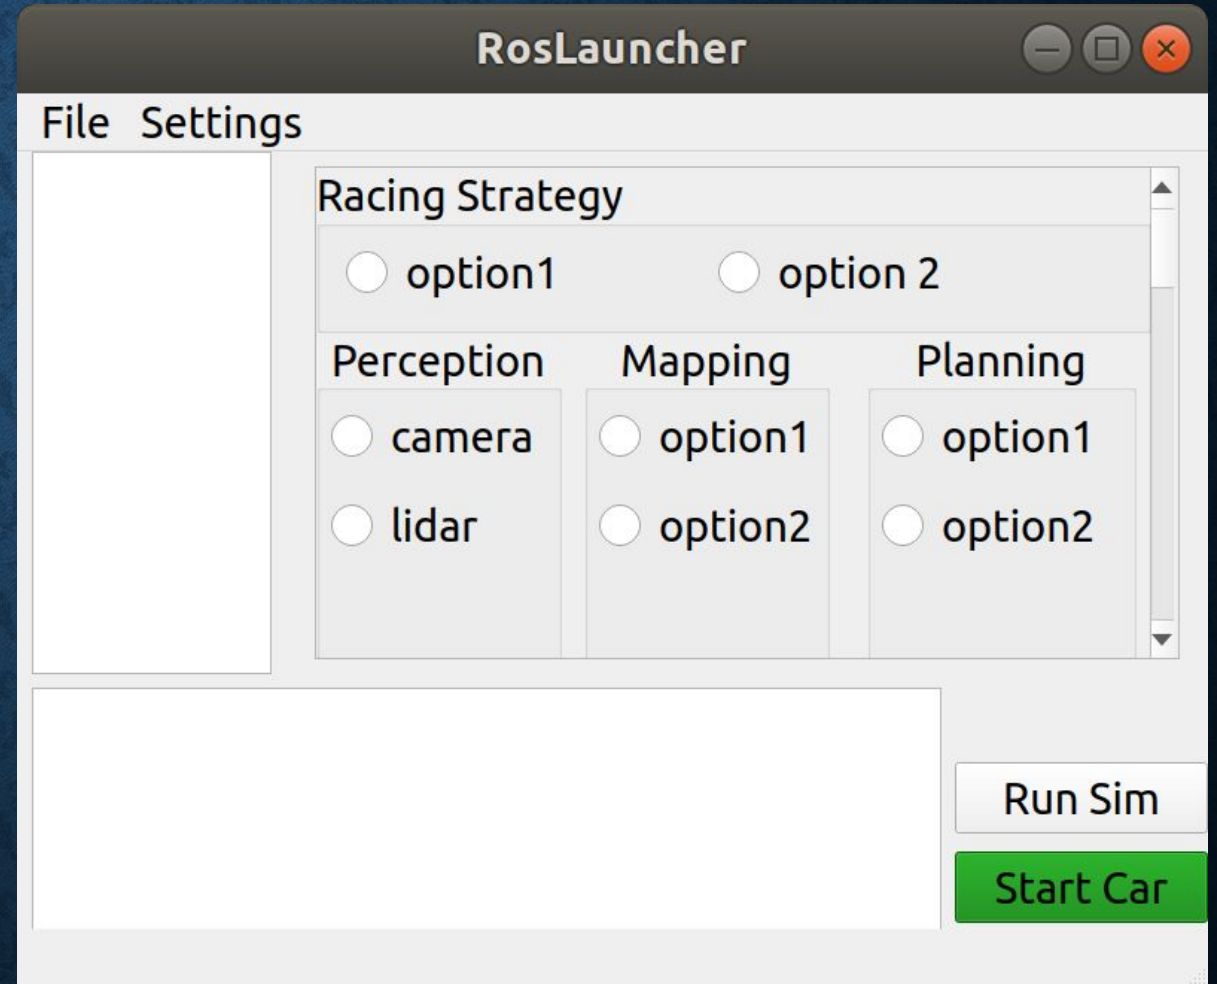 RosLauncher
File Settings
Racing Strategy
option1 option 2
Perception Mapping Planning
camera option1 option1
lidar option2 option2
Run Sim
Start Car